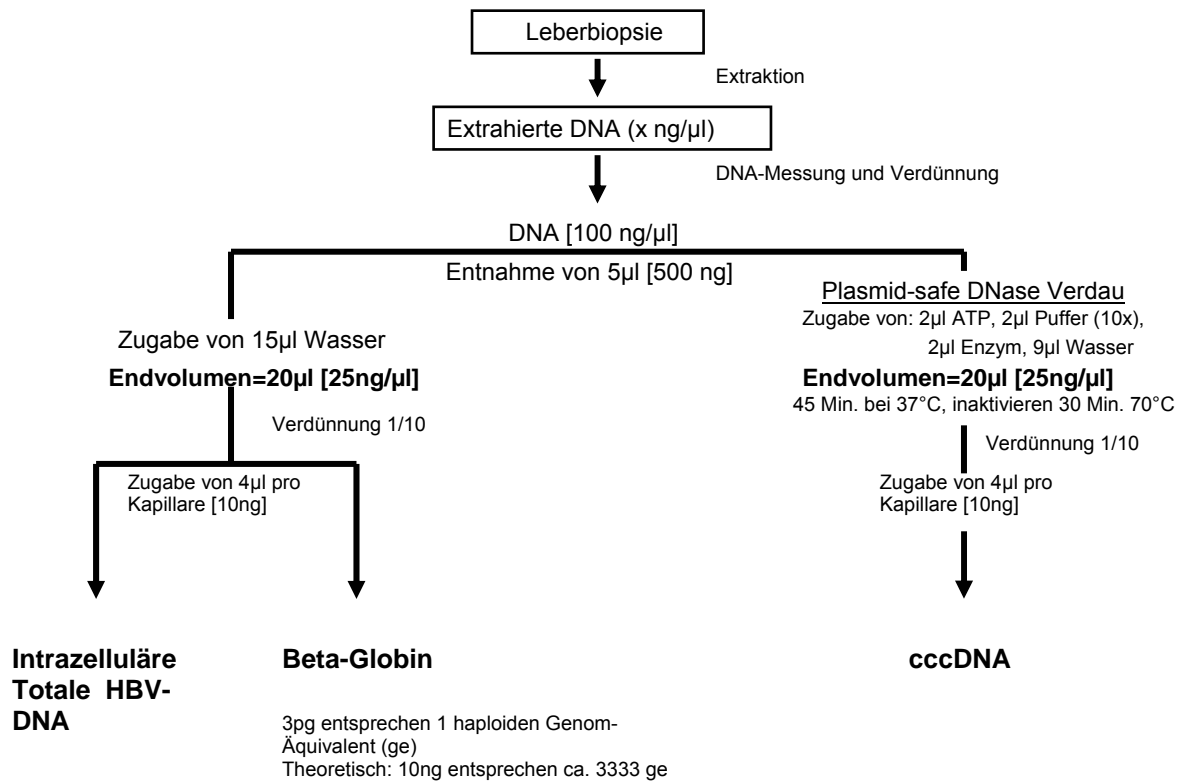 Leberbiopsie
Extraktion
Extrahierte DNA (x ng/µl)
DNA-Messung und Verdünnung
DNA [100 ng/µl]
Entnahme von 5µl [500 ng]
Zugabe von 15µl Wasser
Endvolumen=20µl [25ng/µl]
Verdünnung 1/10
Zugabe von 4µl pro
Kapillare [10ng]
Plasmid-safe DNase Verdau
Zugabe von: 2µl ATP, 2µl Puffer (10x),
2µl Enzym, 9µl Wasser
Endvolumen=20µl [25ng/µl]
45 Min. bei 37°C, inaktivieren 30 Min. 70°C
Verdünnung 1/10
Zugabe von 4µl pro
Kapillare [10ng]
Intrazelluläre
Totale HBV-
DNA
Beta-Globin
3pg entsprechen 1 haploiden Genom-
Äquivalent (ge)
Theoretisch: 10ng entsprechen ca. 3333 ge
cccDNA